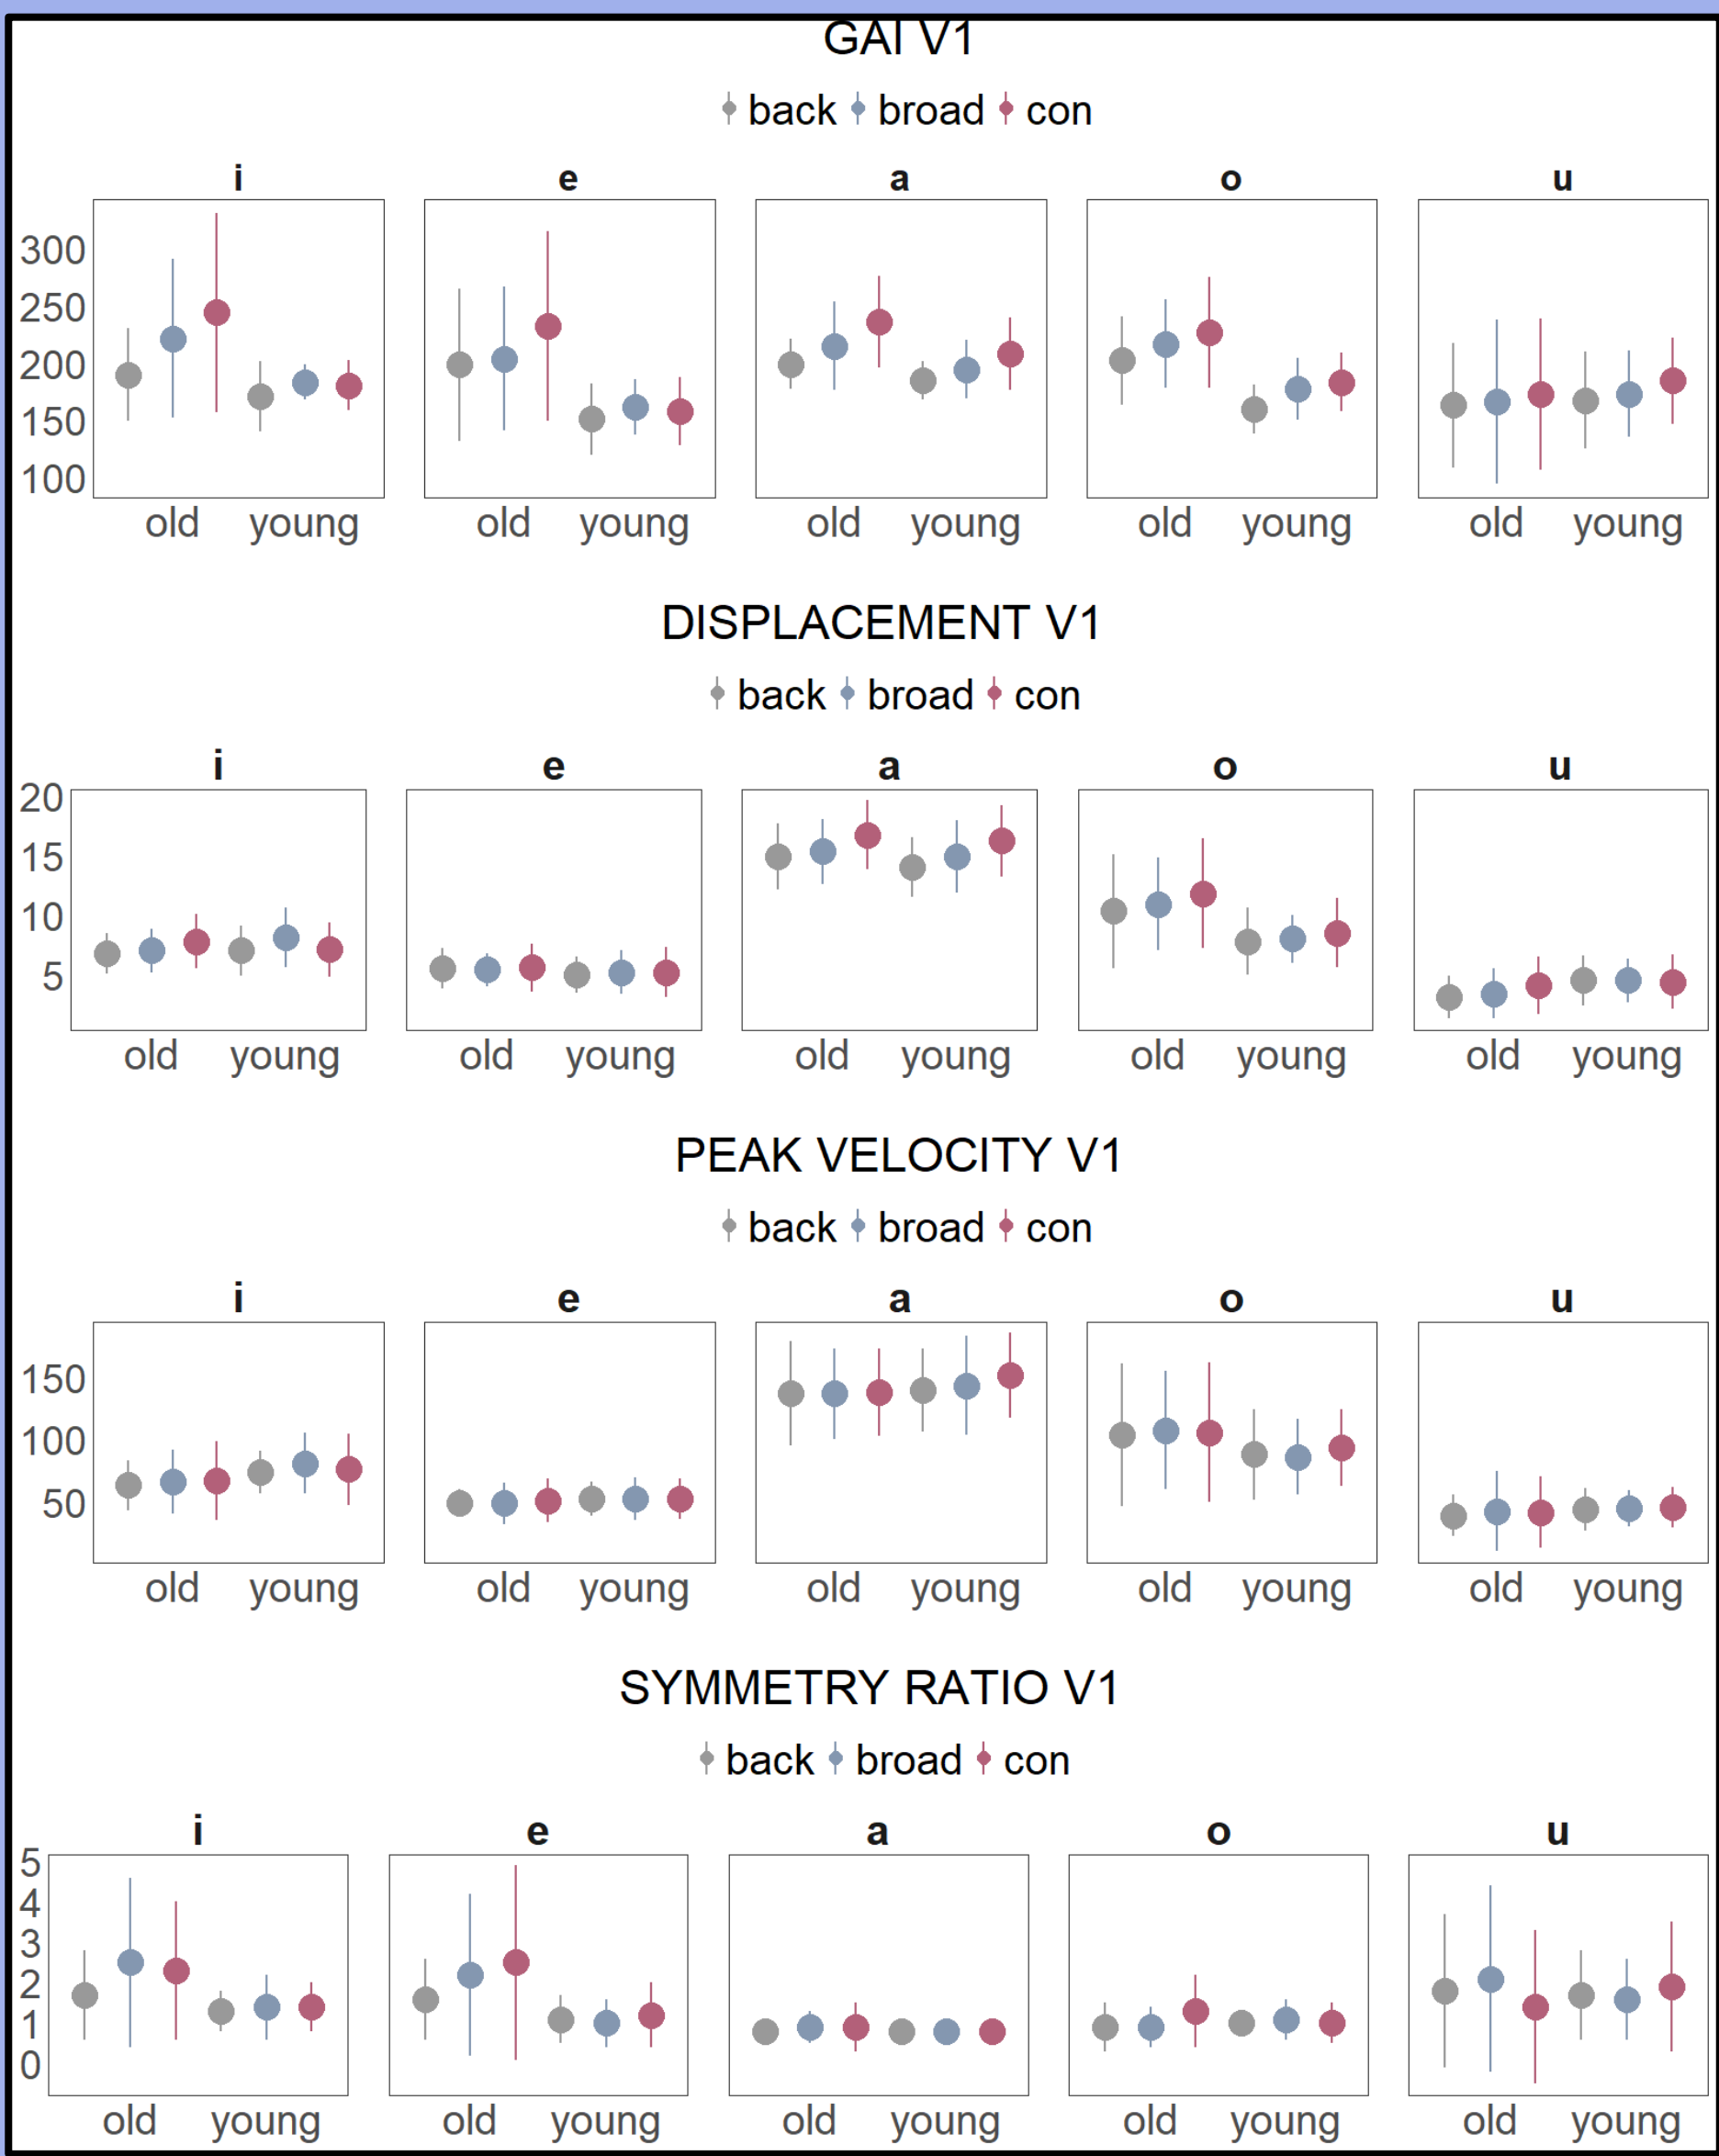 GAI V1
back broad con
i e a o u
300
250
200
150
100
old young old young old young old young old young
DISPLACEMENT V1
back broad con
i e a o u
20
15
10
5
old young old young old young old young old young
PEAK VELOCITY V1
back broad con
i e a o u
150
100
50
old young old young old young old young old young
SYMMETRY RATIO V1
back broad con
i e a o u
5
4
3
2
1
0
old young old young old young old young old young